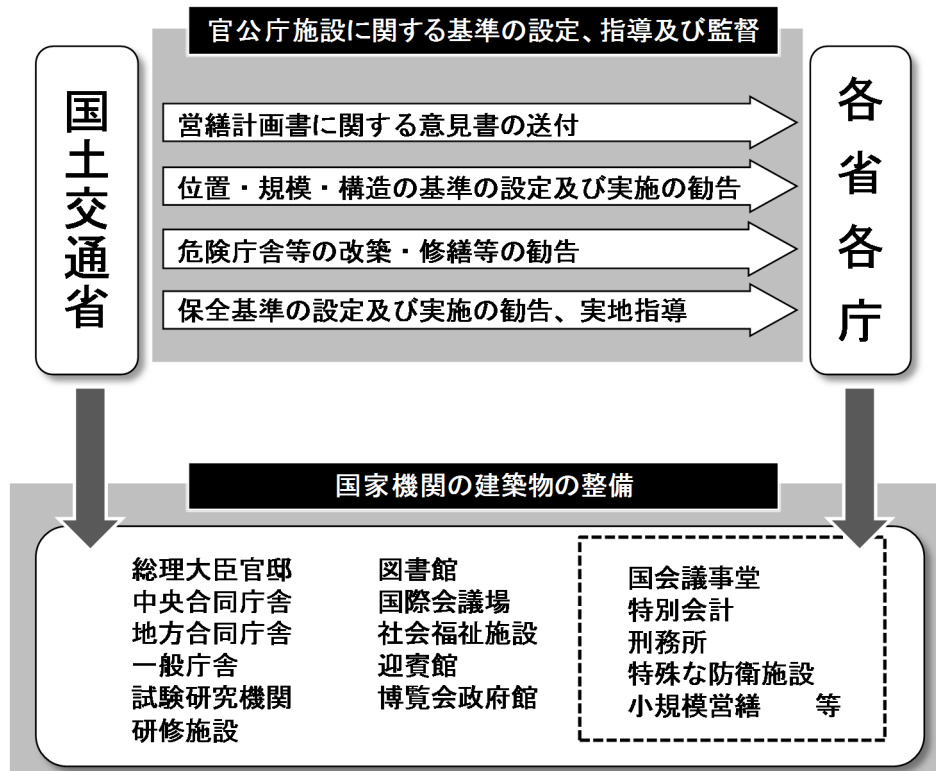 官公庁施設に関する基準の設定、指導及び監督
国土交通省
営繕計画書に関する意見書の送付
位置・規模・構造の基準の設定及び実施の勧告
危険庁舎等の改築・修繕等の勧告
保全基準の設定及び実施の勧告、実地指導
各省各庁
国家機関の建築物の整備
総理大臣官邸
中央合同庁舎
地方合同庁舎
一般庁舎
試験研究機関
研修施設
図書館
国際会議場
社会福祉施設
迎賓館
博覧会政府館
国会議事堂
特別会計
刑務所
特殊な防衛施設
小規模営繕　　等